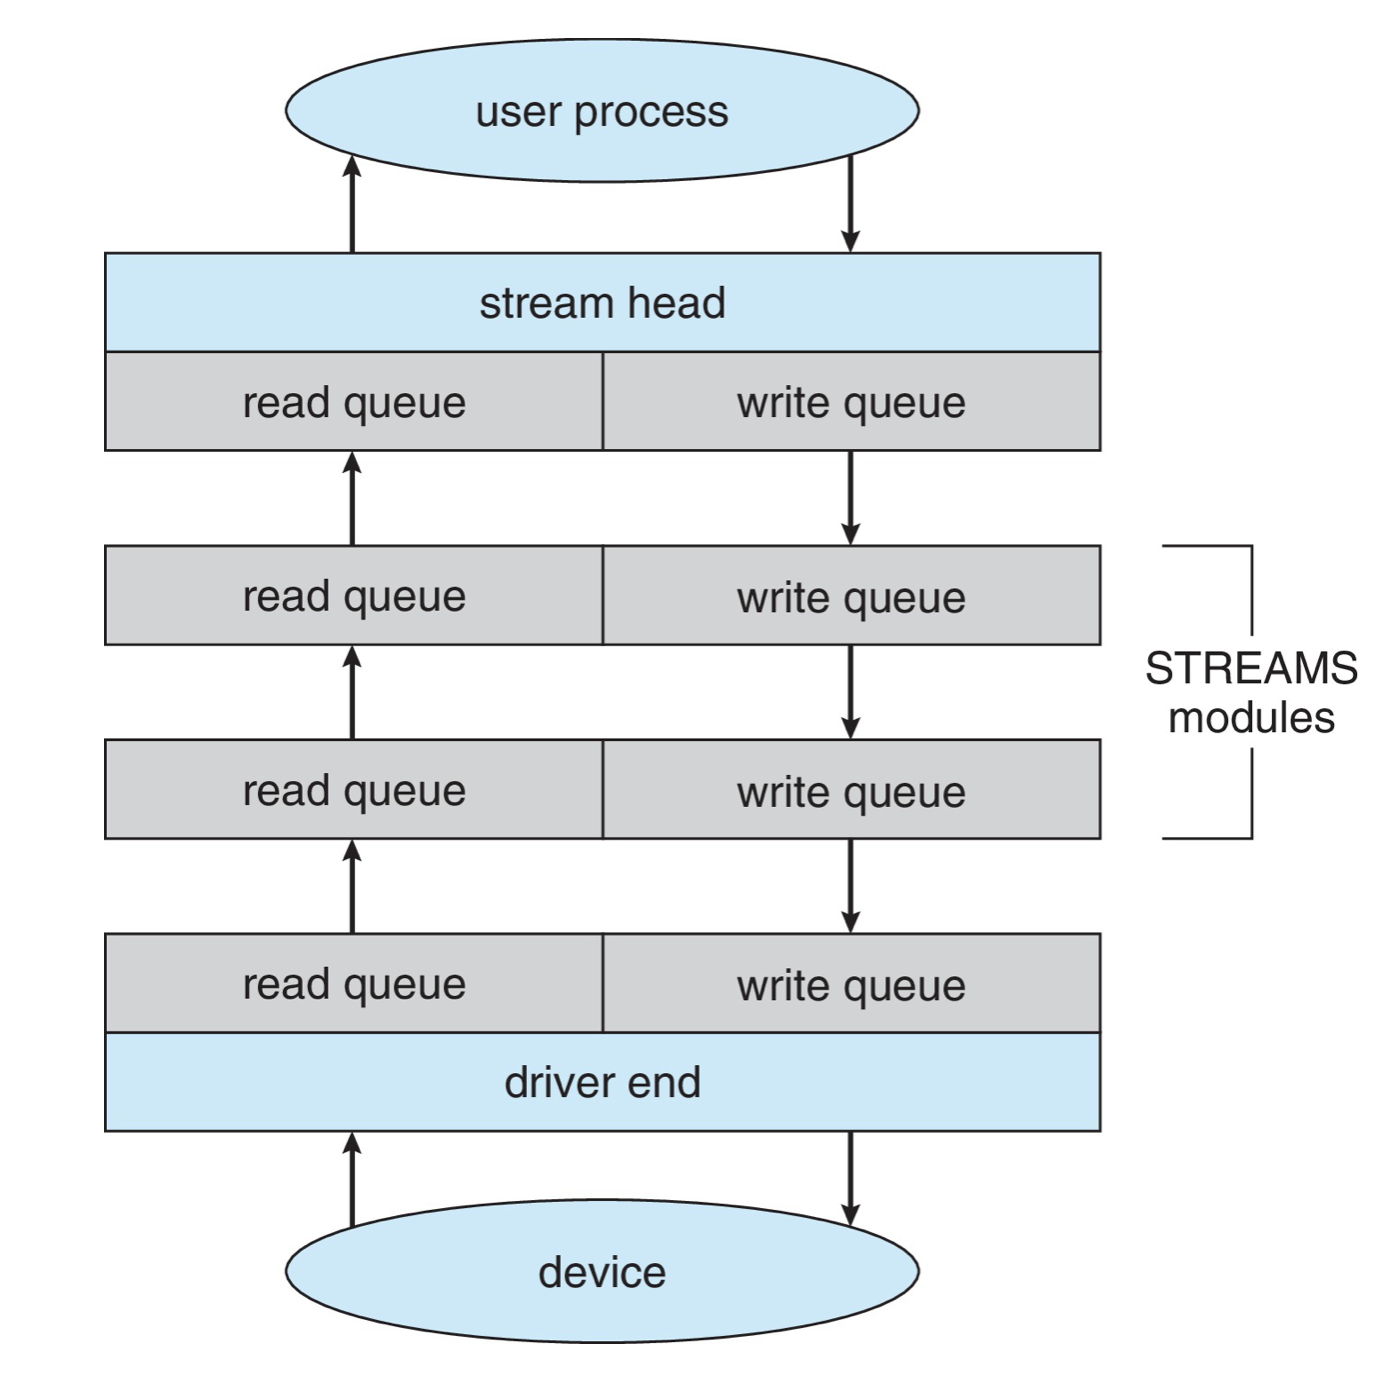 user process
stream head
read queue
write queue
read queue
write queue
STREAMS
modules
read queue
write queue
read queue
write queue
driver end
device